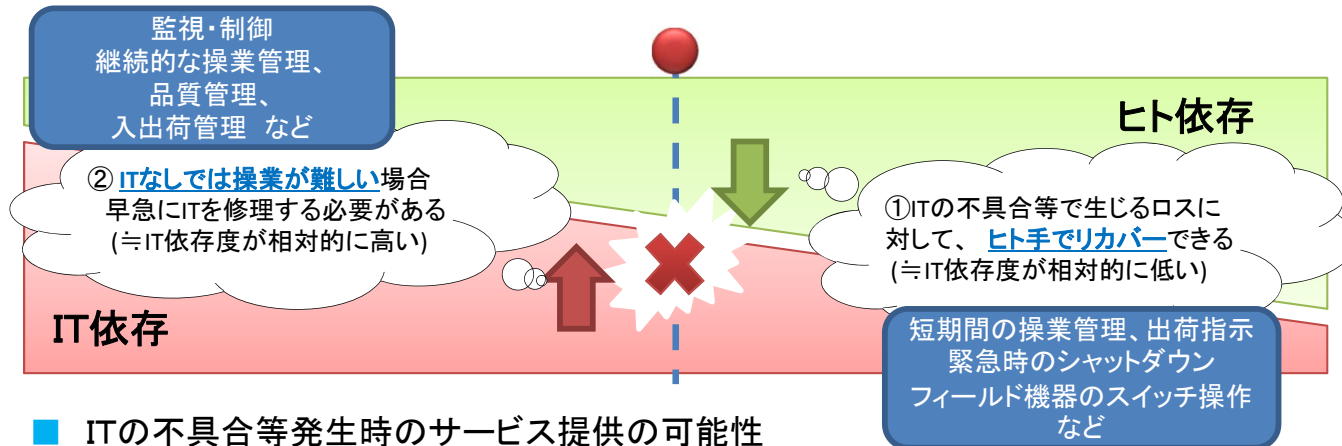 監視・制御
継続的な操業管理、
品質管理、
入出荷管理 など
ヒト依存
② ITなしでは操業が難しい場合
早急にITを修理する必要がある
(≒IT依存度が相対的に高い)
①ITの不具合等で生じるロスに
対して、 ヒト手でリカバーできる
(≒IT依存度が相対的に低い)
IT依存
短期間の操業管理、出荷指示
緊急時のシャットダウン
フィールド機器のスイッチ操作
など
■ ITの不具合等発生時のサービス提供の可能性